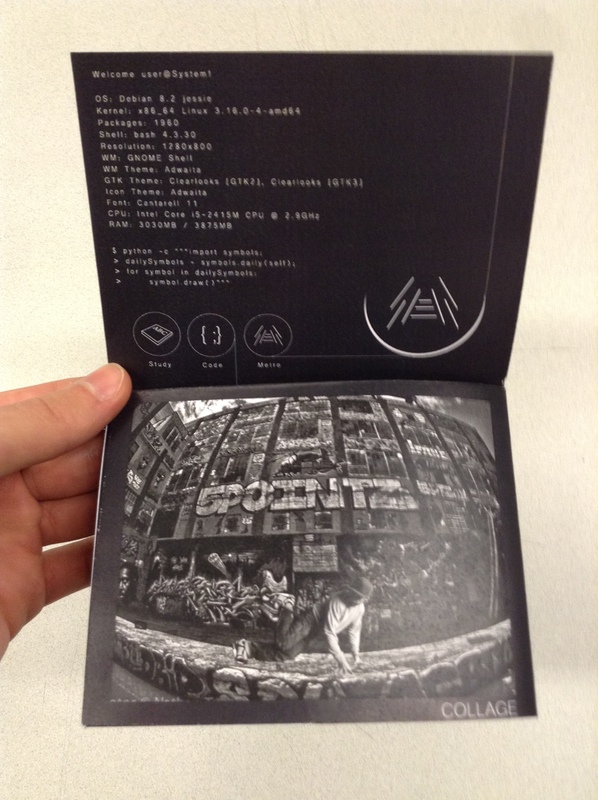 Welcome user@System1
OS: Debian 8.2 jessie
Kernel: x86_64 Linux 3.16.0-4-amd64
Packages: 1960
Shell: bash 4.3.30
Resolution: 1280x800
WM: GNOME Shell
WM Theme: Adwaita
GTK Theme: Clearlooks [GTK2], Clearlooks [GTK3]
Icon Theme: Adwaita
Font: Cantarell 11
CPU: Intel Core i5-2415M CPU @ 2.9GHz
RAM: 3030MB / 3875MB
$ python -c """import symbols;
> dailySymbols = symbols.daily(self);
> for symbol in dailySymbols:
> symbol.draw()"""
ABC
{;}
Study
Code
Metro
5POINTZ
COLLAGE